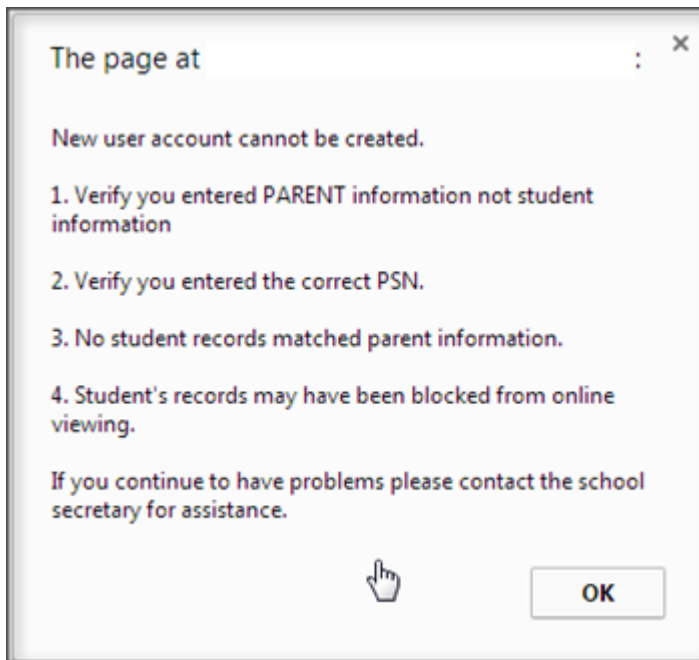 The page at :
New user account cannot be created.
1. Verify you entered PARENT information not student
information
2. Verify you entered the correct PSN.
3. No student records matched parent information.
4. Student's records may have been blocked from online
viewing.
If you continue to have problems please contact the school
secretary for assistance.
OK